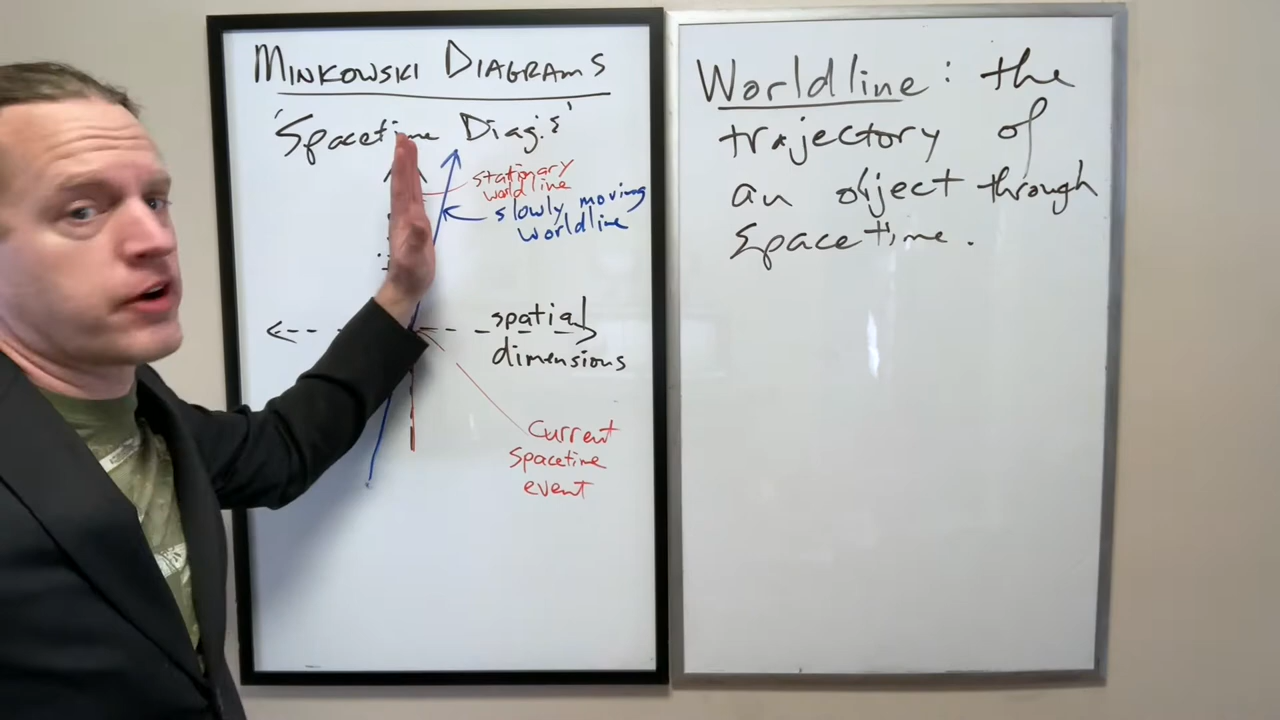 MINKOWSKI DIAGRAMS
'Spacetime Diag.s'
stationary
worldline
slowly moving
worldline
spatial
dimensions
Current
Spacetime
event
Worldline: the
trajectory of
an object through
Spacetime.